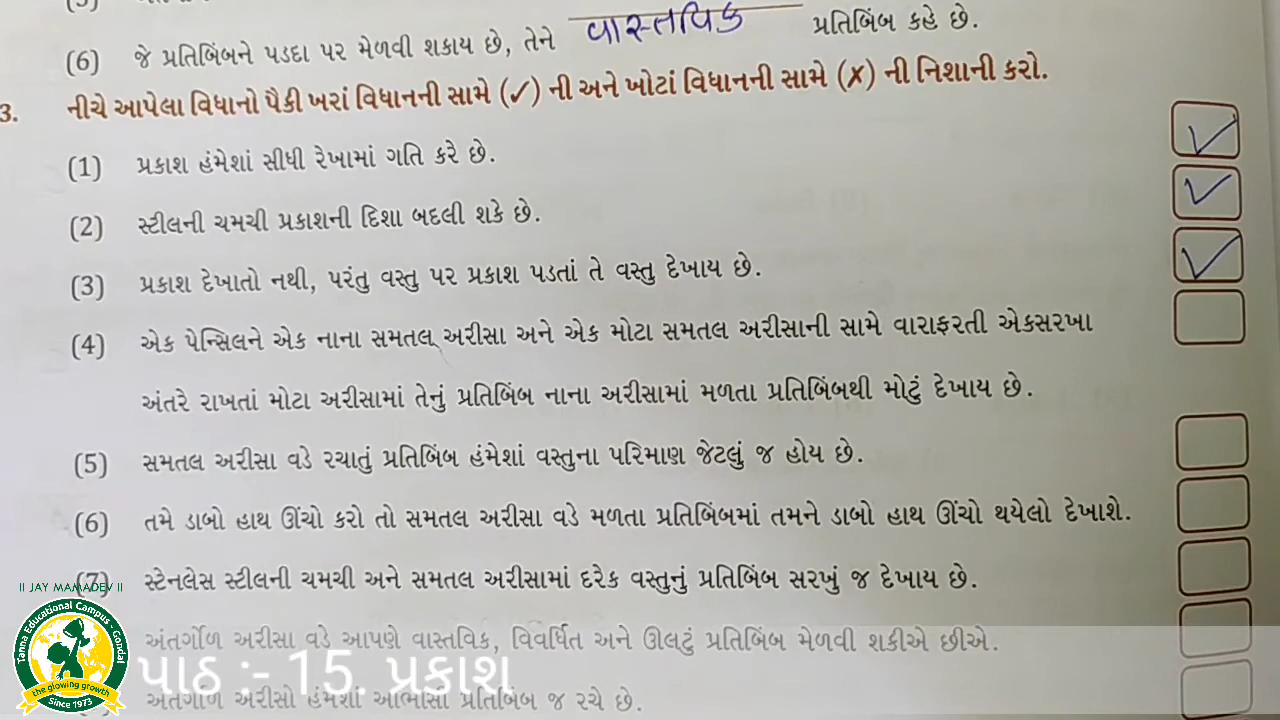 (6) જે પ્રતિબિંબને પડદા પર મેળવી શકાય છે, તેને વાસ્તવિક પ્રતિબિંબ કહે છે.
3. નીચે આપેલા વિધાનો પૈકી ખરાં વિધાનની સામે (✓) ની અને ખોટાં વિધાનની સામે (✗) ની નિશાની કરો.
(1) પ્રકાશ હંમેશાં સીધી રેખામાં ગતિ કરે છે. ✓
(2) સ્ટીલની ચમચી પ્રકાશની દિશા બદલી શકે છે. ✓
(3) પ્રકાશ દેખાતો નથી, પરંતુ વસ્તુ પર પ્રકાશ પડતાં તે વસ્તુ દેખાય છે. ✓
(4) એક પેન્સિલને એક નાના સમતલ અરીસા અને એક મોટા સમતલ અરીસાની સામે વારાફરતી એકસરખા
અંતરે રાખતાં મોટા અરીસામાં તેનું પ્રતિબિંબ નાના અરીસામાં મળતા પ્રતિબિંબથી મોટું દેખાય છે.
(5) સમતલ અરીસા વડે રચાતું પ્રતિબિંબ હંમેશાં વસ્તુના પરિમાણ જેટલું જ હોય છે.
(6) તમે ડાબો હાથ ઊંચો કરો તો સમતલ અરીસા વડે મળતા પ્રતિબિંબમાં તમને ડાબો હાથ ઊંચો થયેલો દેખાશે.
(7) સ્ટેનલેસ સ્ટીલની ચમચી અને સમતલ અરીસામાં દરેક વસ્તુનું પ્રતિબિંબ સરખું જ દેખાય છે.
અંતર્ગોળ અરીસા વડે આપણે વાસ્તવિક, વિવર્ધિત અને ઊલટું પ્રતિબિંબ મેળવી શકીએ છીએ.
અંતર્ગોળ અરીસો હંમેશાં આભાસી પ્રતિબિંબ જ રચે છે.
|| JAY MAMADEV ||
Tanna Educational Campus - Gondal
the glowing growth
Since 1973
પાઠ :- 15 પ્રકાશ